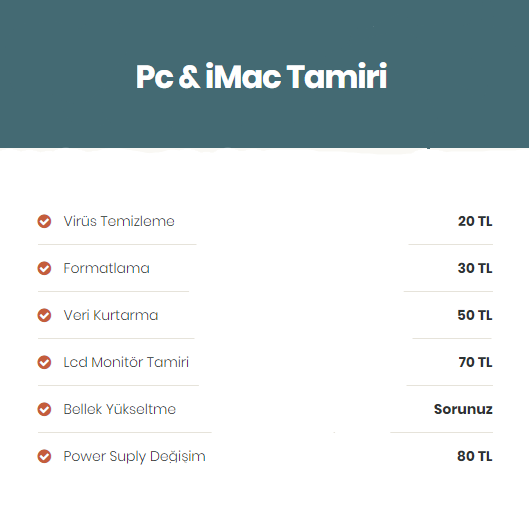 Pc & iMac Tamiri
Virüs Temizleme 20 TL
Formatlama 30 TL
Veri Kurtarma 50 TL
Lcd Monitör Tamiri 70 TL
Bellek Yükseltme Sorunuz
Power Suply Değişim 80 TL